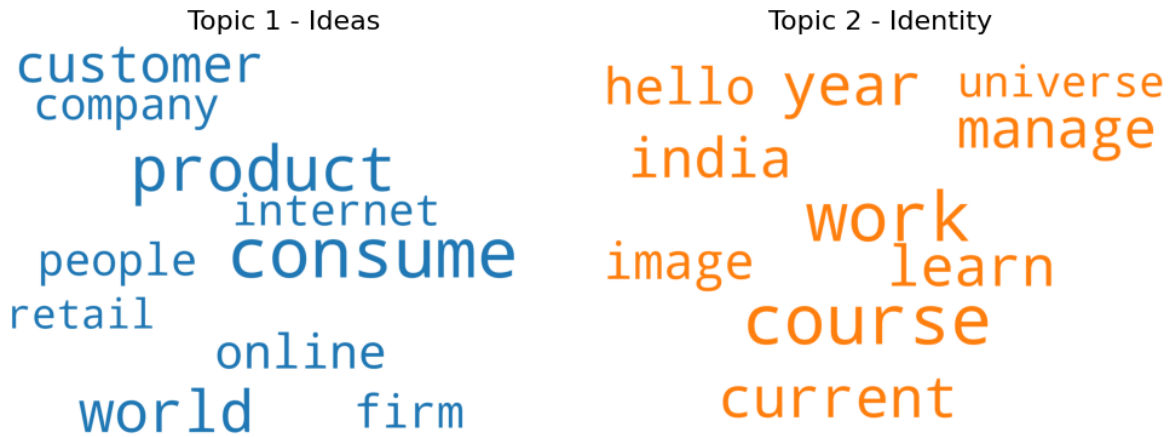 Topic 1 - Ideas
customer
company
product
internet
consume
people
retail
online
world
firm
Topic 2 - Identity
hello
year
universe
manage
india
work
image
learn
course
current